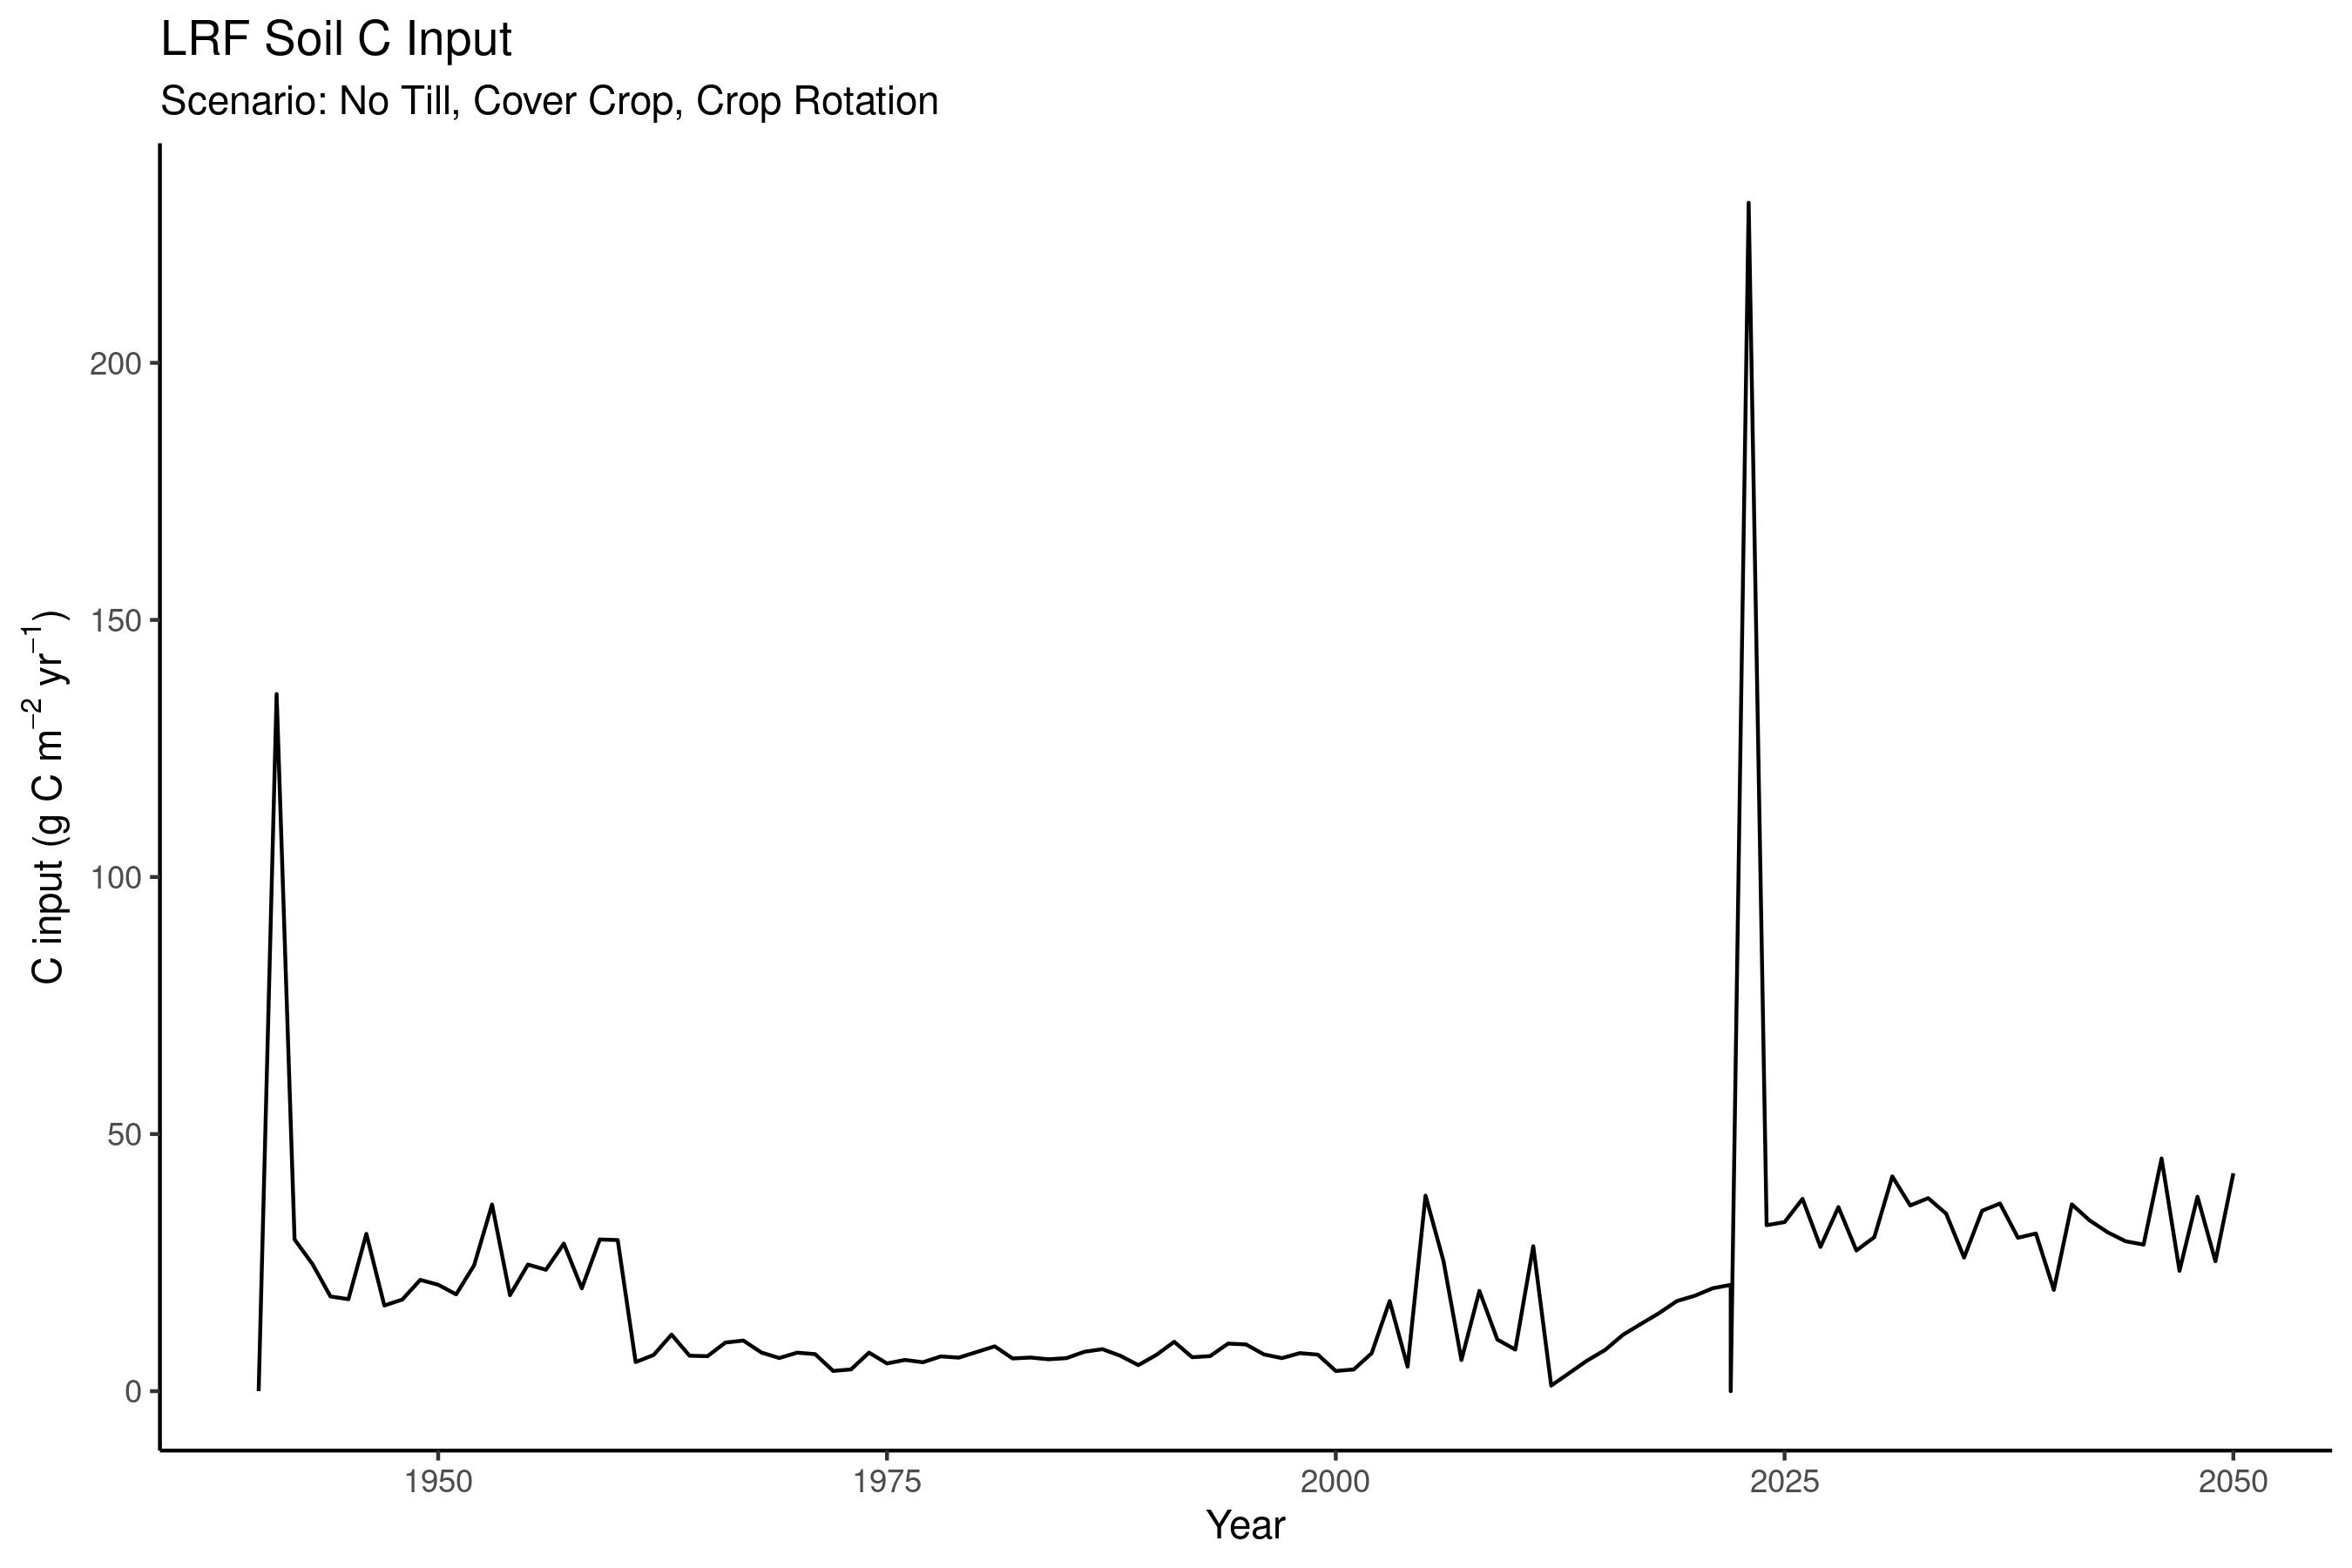 LRF Soil C Input
Scenario: No Till, Cover Crop, Crop Rotation
C input (g C m⁻² yr⁻¹)
200
150
100
50
0
1950 1975 2000 2025 2050
Year